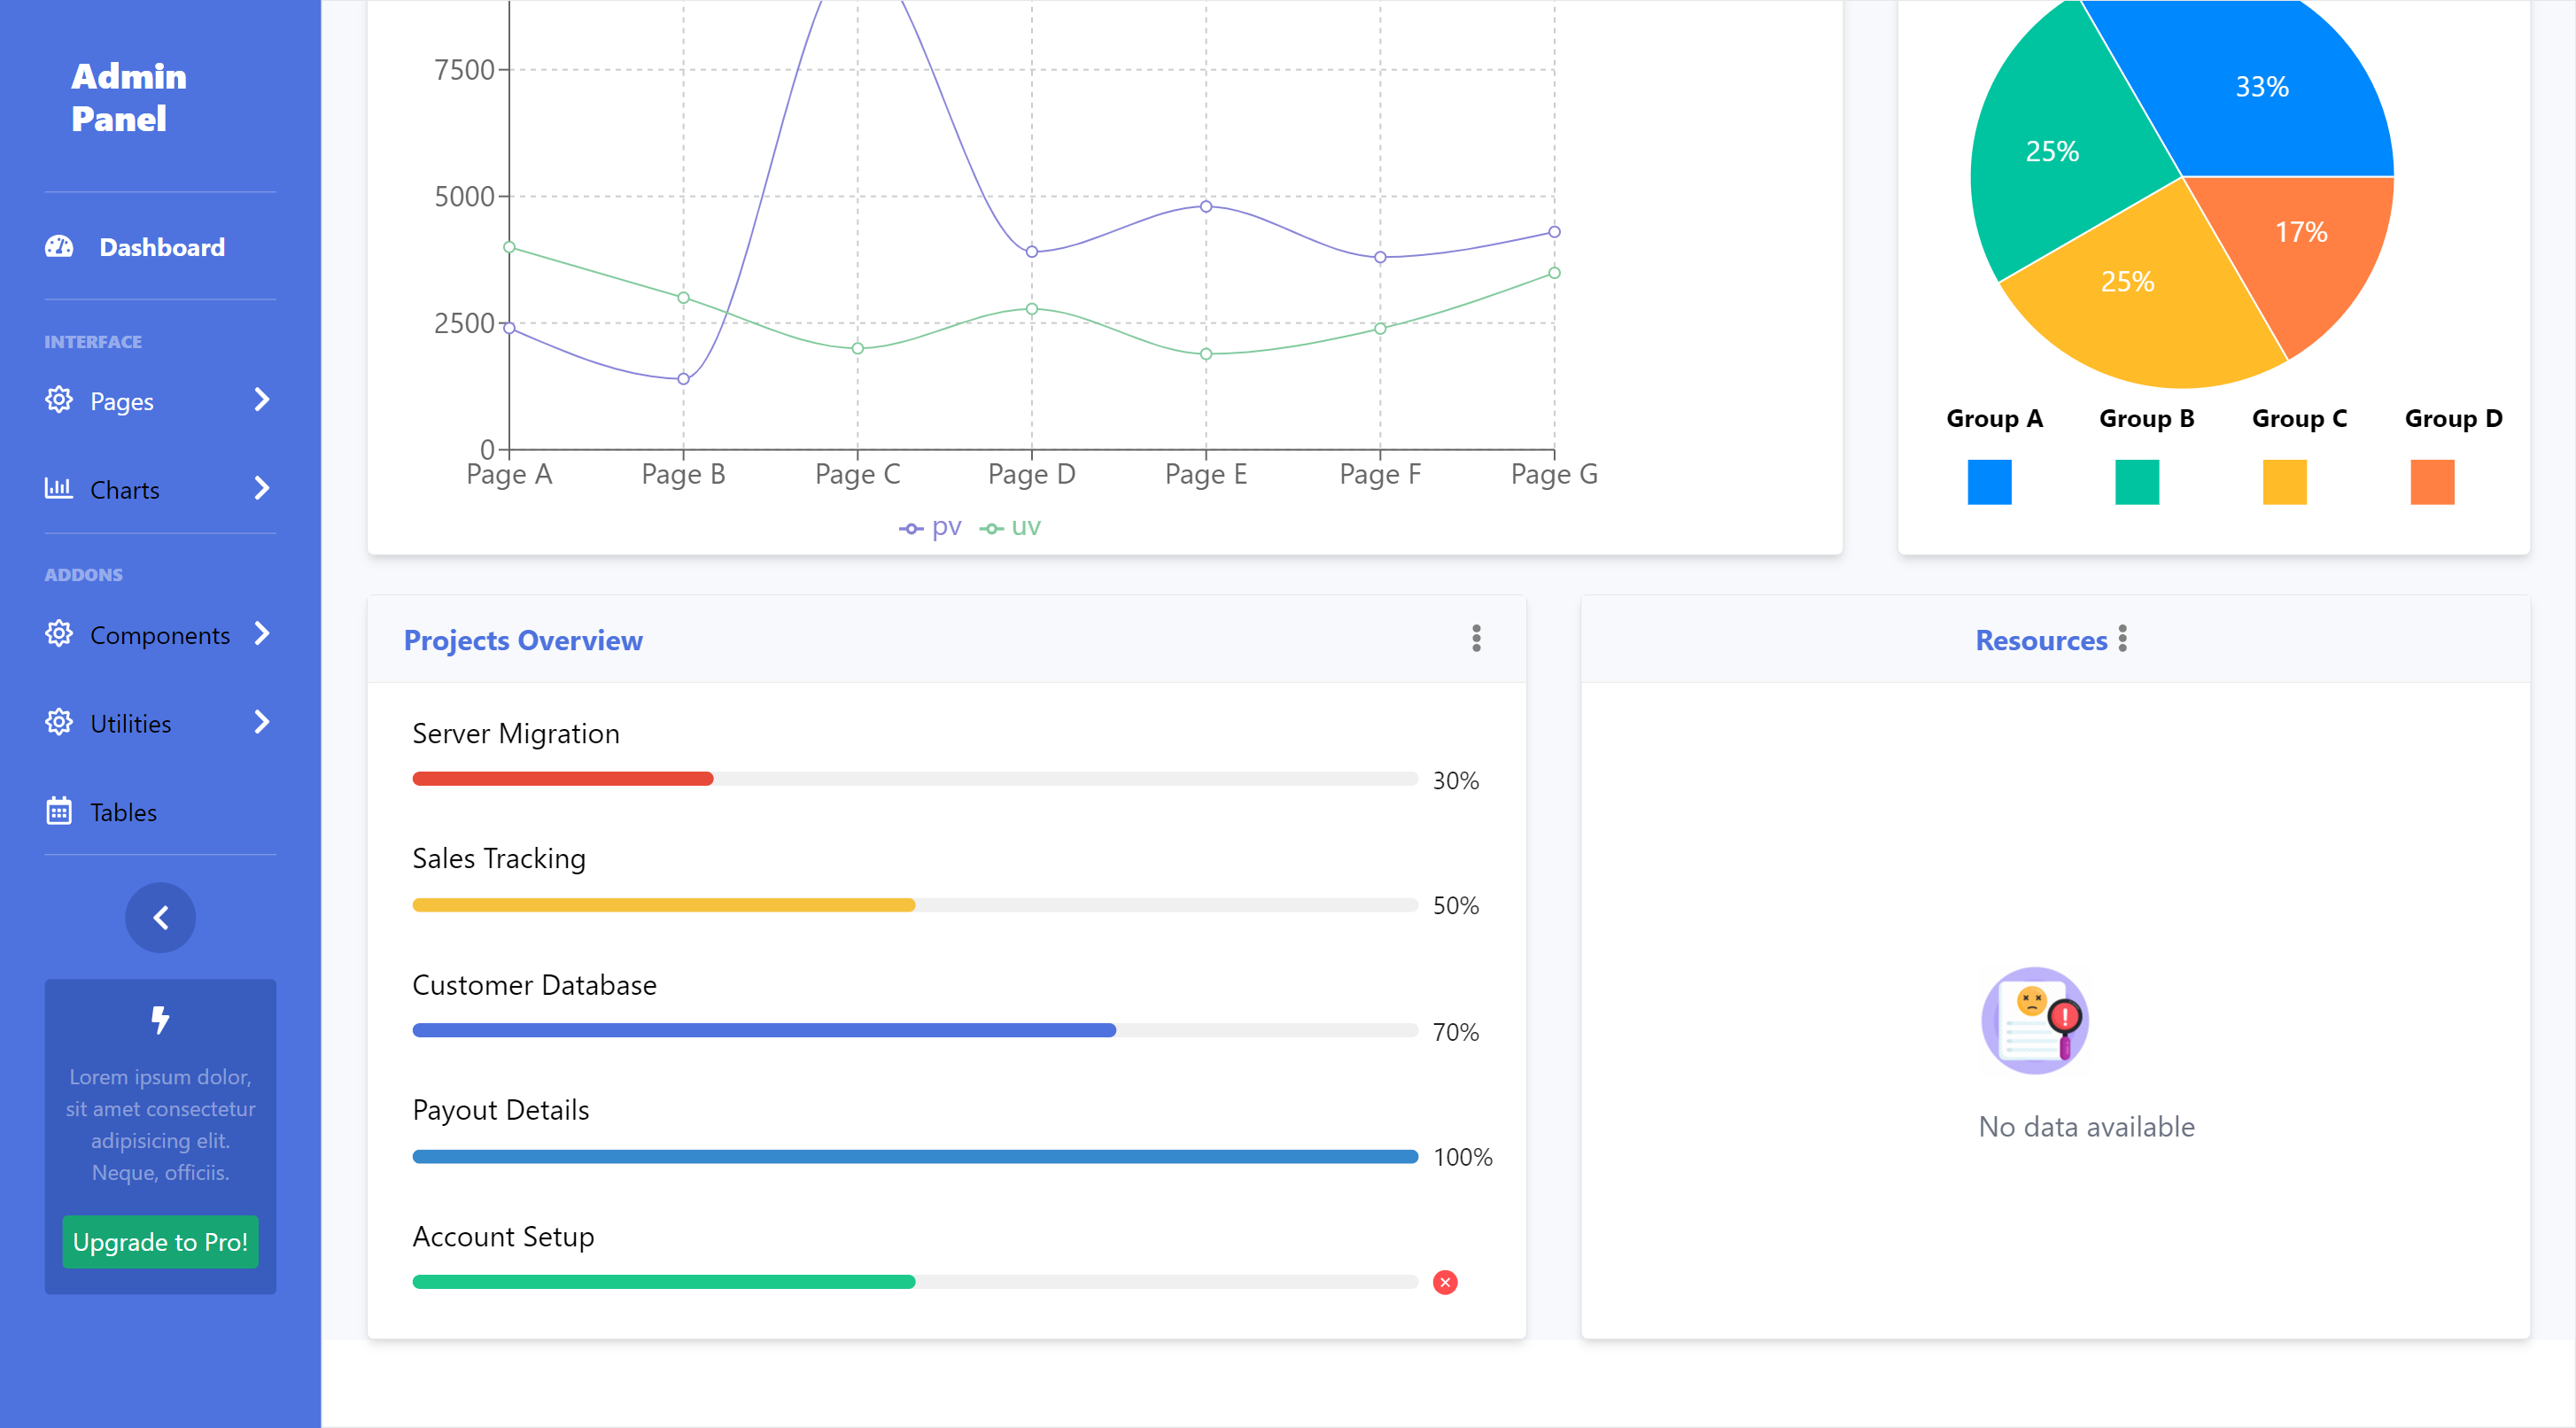 Admin
Panel
Dashboard
INTERFACE
Pages
Charts
ADDONS
Components
Utilities
Tables
Lorem ipsum dolor,
sit amet consectetur
adipisicing elit.
Neque, officiis.
Upgrade to Pro!
7500
5000
2500
0
Page A Page B Page C Page D Page E Page F Page G
pv uv
33%
25%
17%
25%
Group A Group B Group C Group D
Projects Overview
Server Migration
30%
Sales Tracking
50%
Customer Database
70%
Payout Details
100%
Account Setup
Resources
No data available